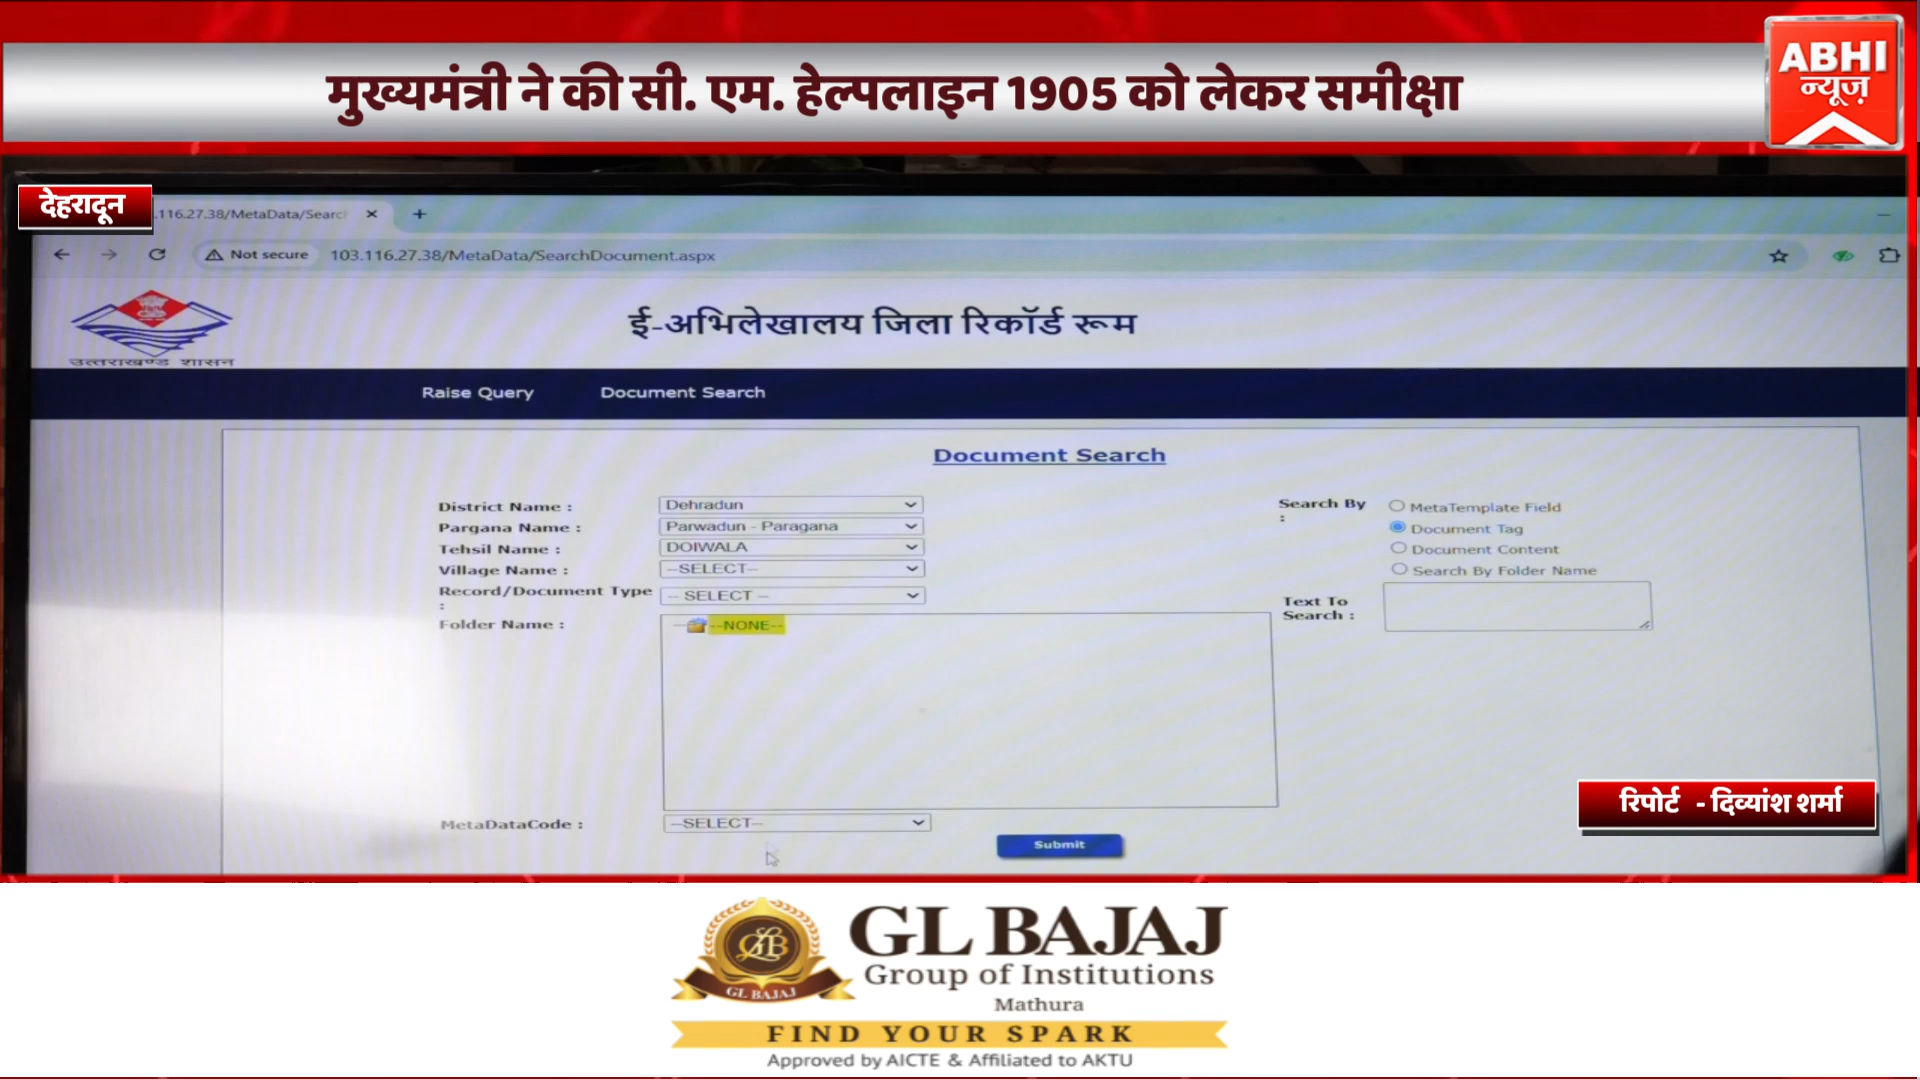 मुख्यमंत्री ने की सी. एम. हेल्पलाइन 1905 को लेकर समीक्षा
ABHI
न्यूज़
देहरादून
.116.27.38/MetaData/Searc
Not secure 103.116.27.38/MetaData/SearchDocument.aspx
उत्तराखण्ड शासन
ई-अभिलेखालय जिला रिकॉर्ड रूम
Raise Query Document Search
Document Search
District Name : Dehradun
Pargana Name : Parwadun - Paragana
Tehsil Name : DOIWALA
Village Name : --SELECT--
Record/Document Type : -- SELECT --
Folder Name : --NONE--
MetaDataCode : --SELECT--
Search By :
MetaTemplate Field
Document Tag
Document Content
Search By Folder Name
Text To
Search :
Submit
रिपोर्ट - दिव्यांश शर्मा
GLB
GL BAJAJ
GL BAJAJ
Group of Institutions
Mathura
FIND YOUR SPARK
Approved by AICTE & Affiliated to AKTU